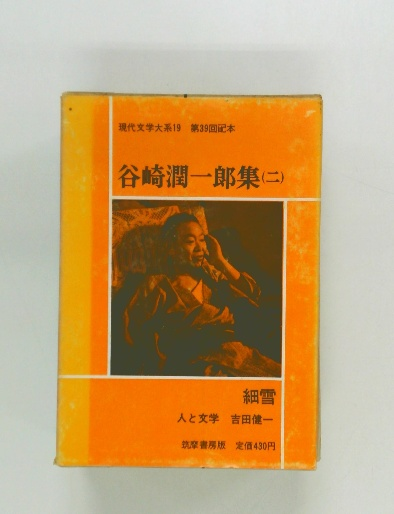 現代文学大系19 第39回配本
谷崎潤一郎集(二)
細雪
人と文学 吉田健一
筑摩書房版 定価430円